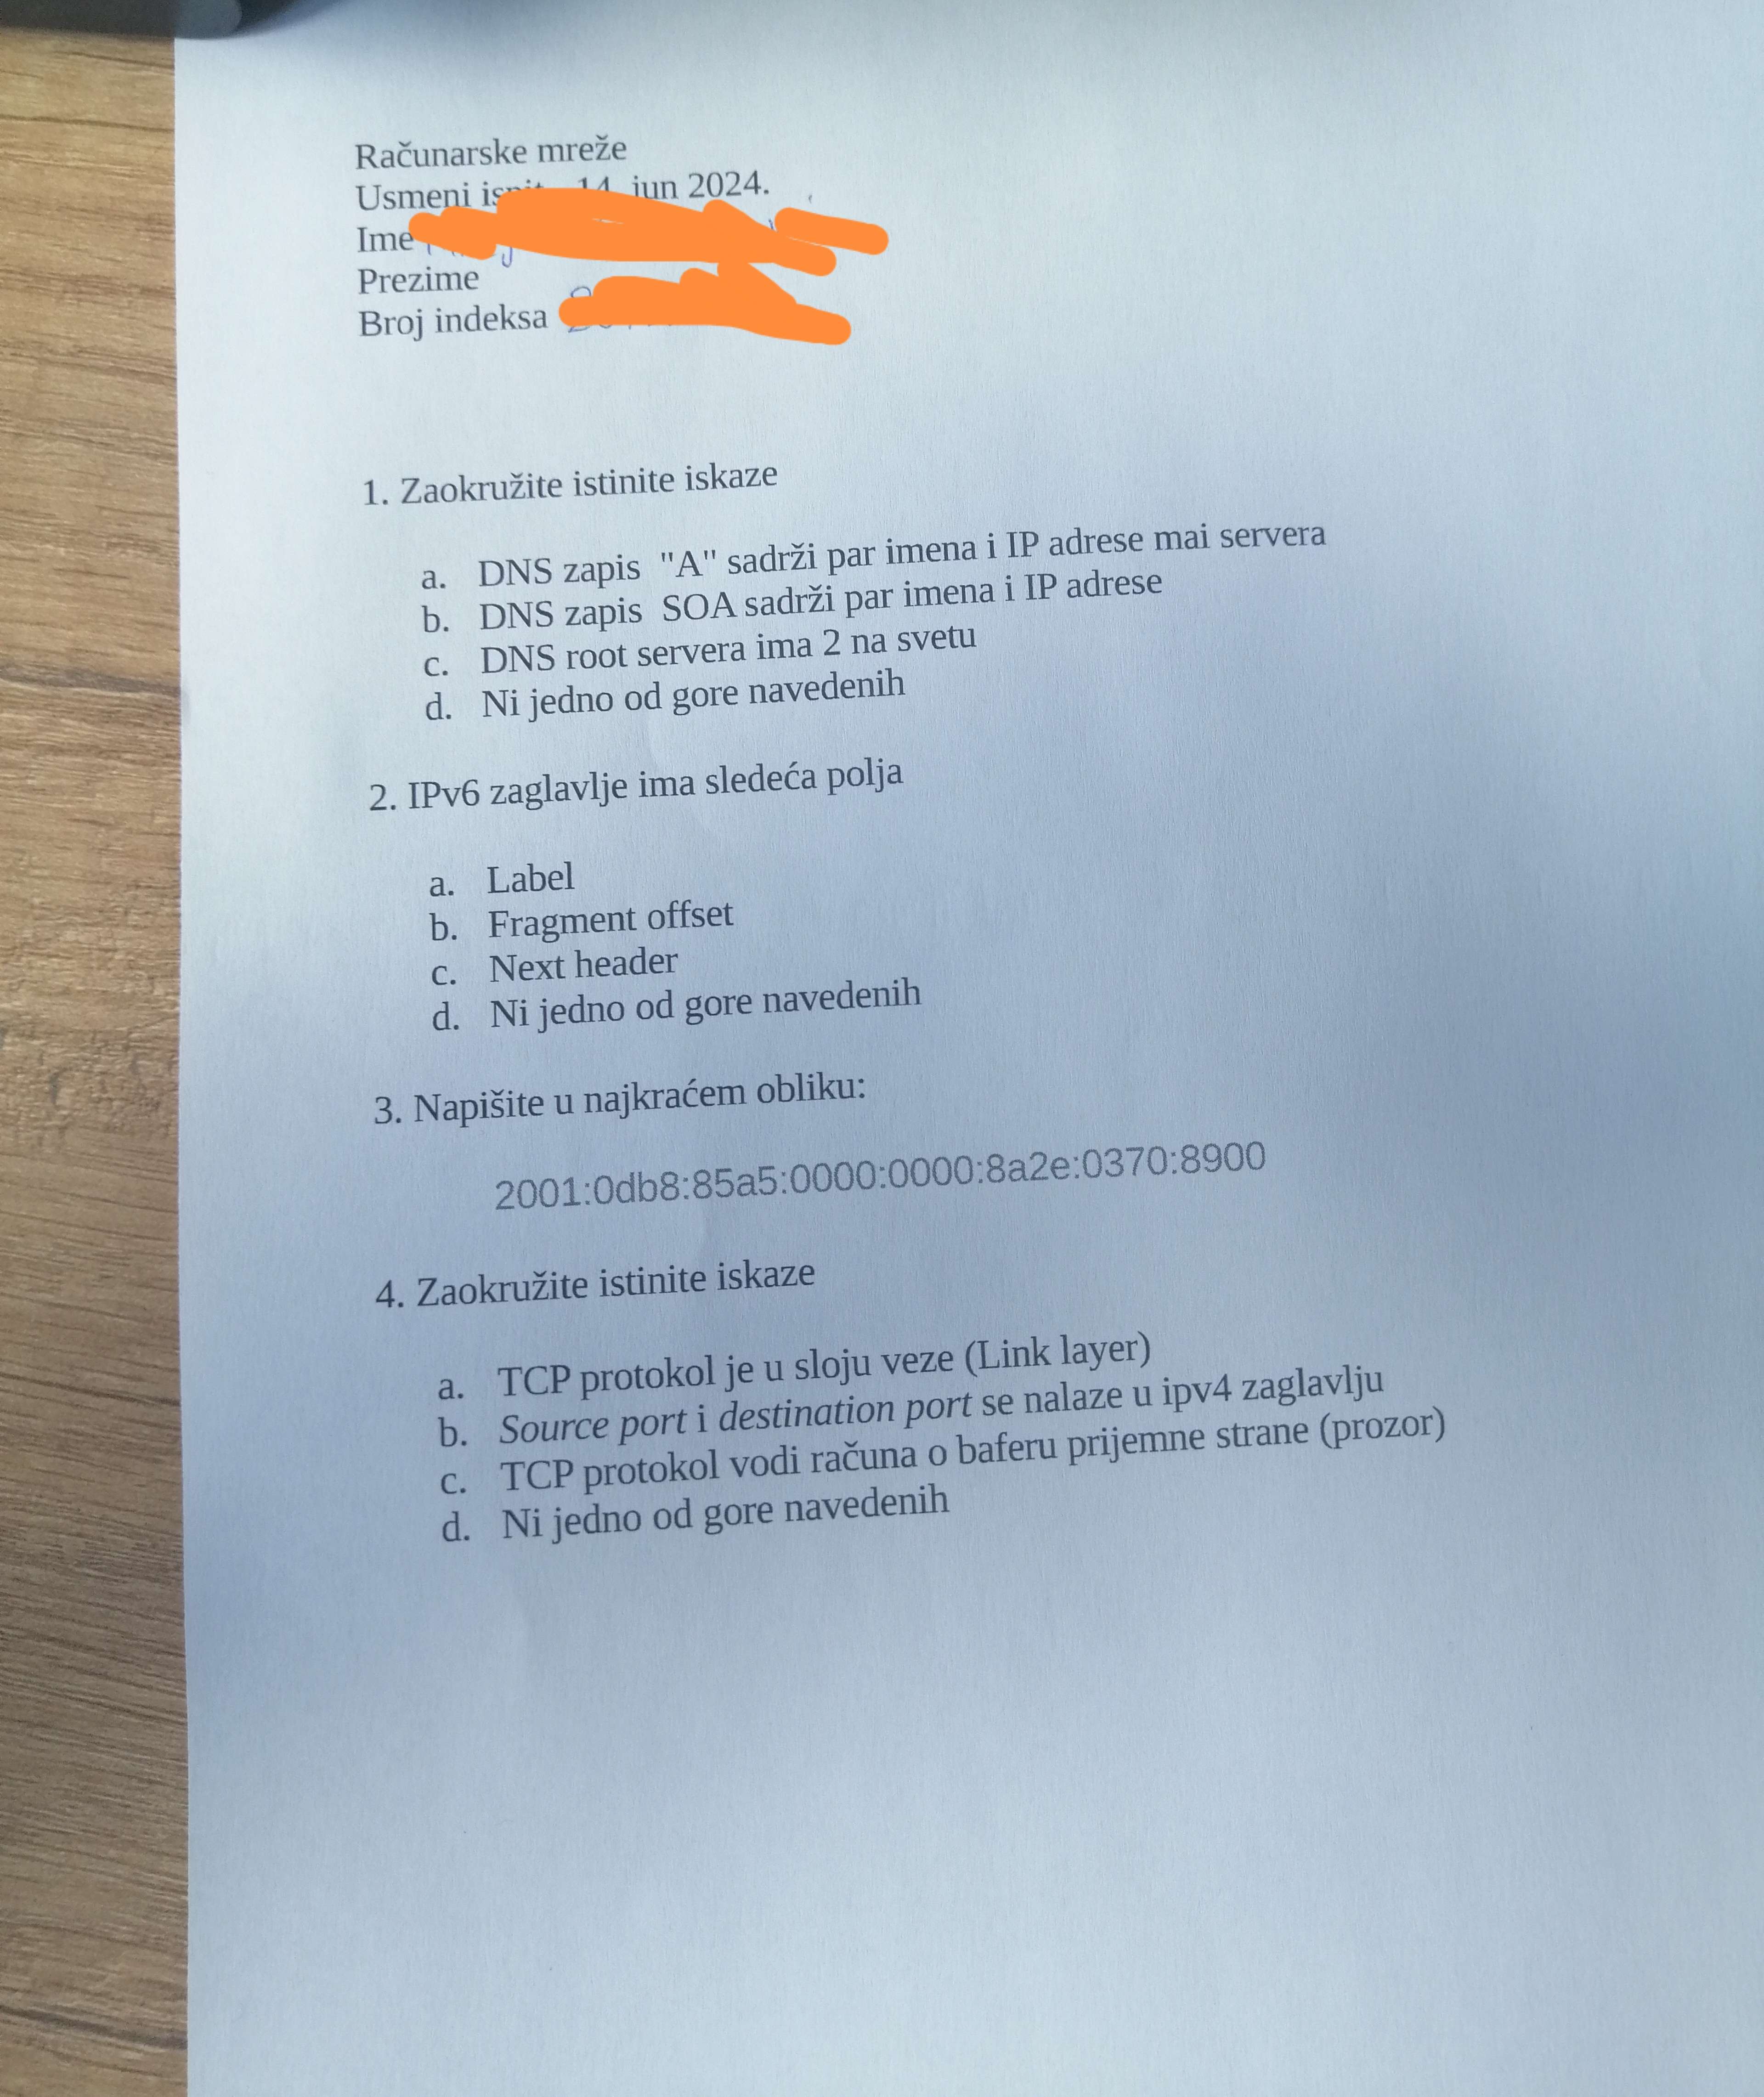 Računarske mreže
Usmeni 14. jun 2024.
Ime
Prezime
Broj indeksa
1. Zaokružite istinite iskaze
a. DNS zapis "A" sadrži par imena i IP adrese mai servera
b. DNS zapis SOA sadrži par imena i IP adrese
c. DNS root servera ima 2 na svetu
d. Ni jedno od gore navedenih
2. IPv6 zaglavlje ima sledeća polja
a. Label
b. Fragment offset
c. Next header
d. Ni jedno od gore navedenih
3. Napišite u najkraćem obliku:
2001:0db8:85a5:0000:0000:8a2e:0370:8900
4. Zaokružite istinite iskaze
a. TCP protokol je u sloju veze (Link layer)
b. Source port i destination port se nalaze u ipv4 zaglavlju
c. TCP protokol vodi računa o baferu prijemne strane (prozor)
d. Ni jedno od gore navedenih